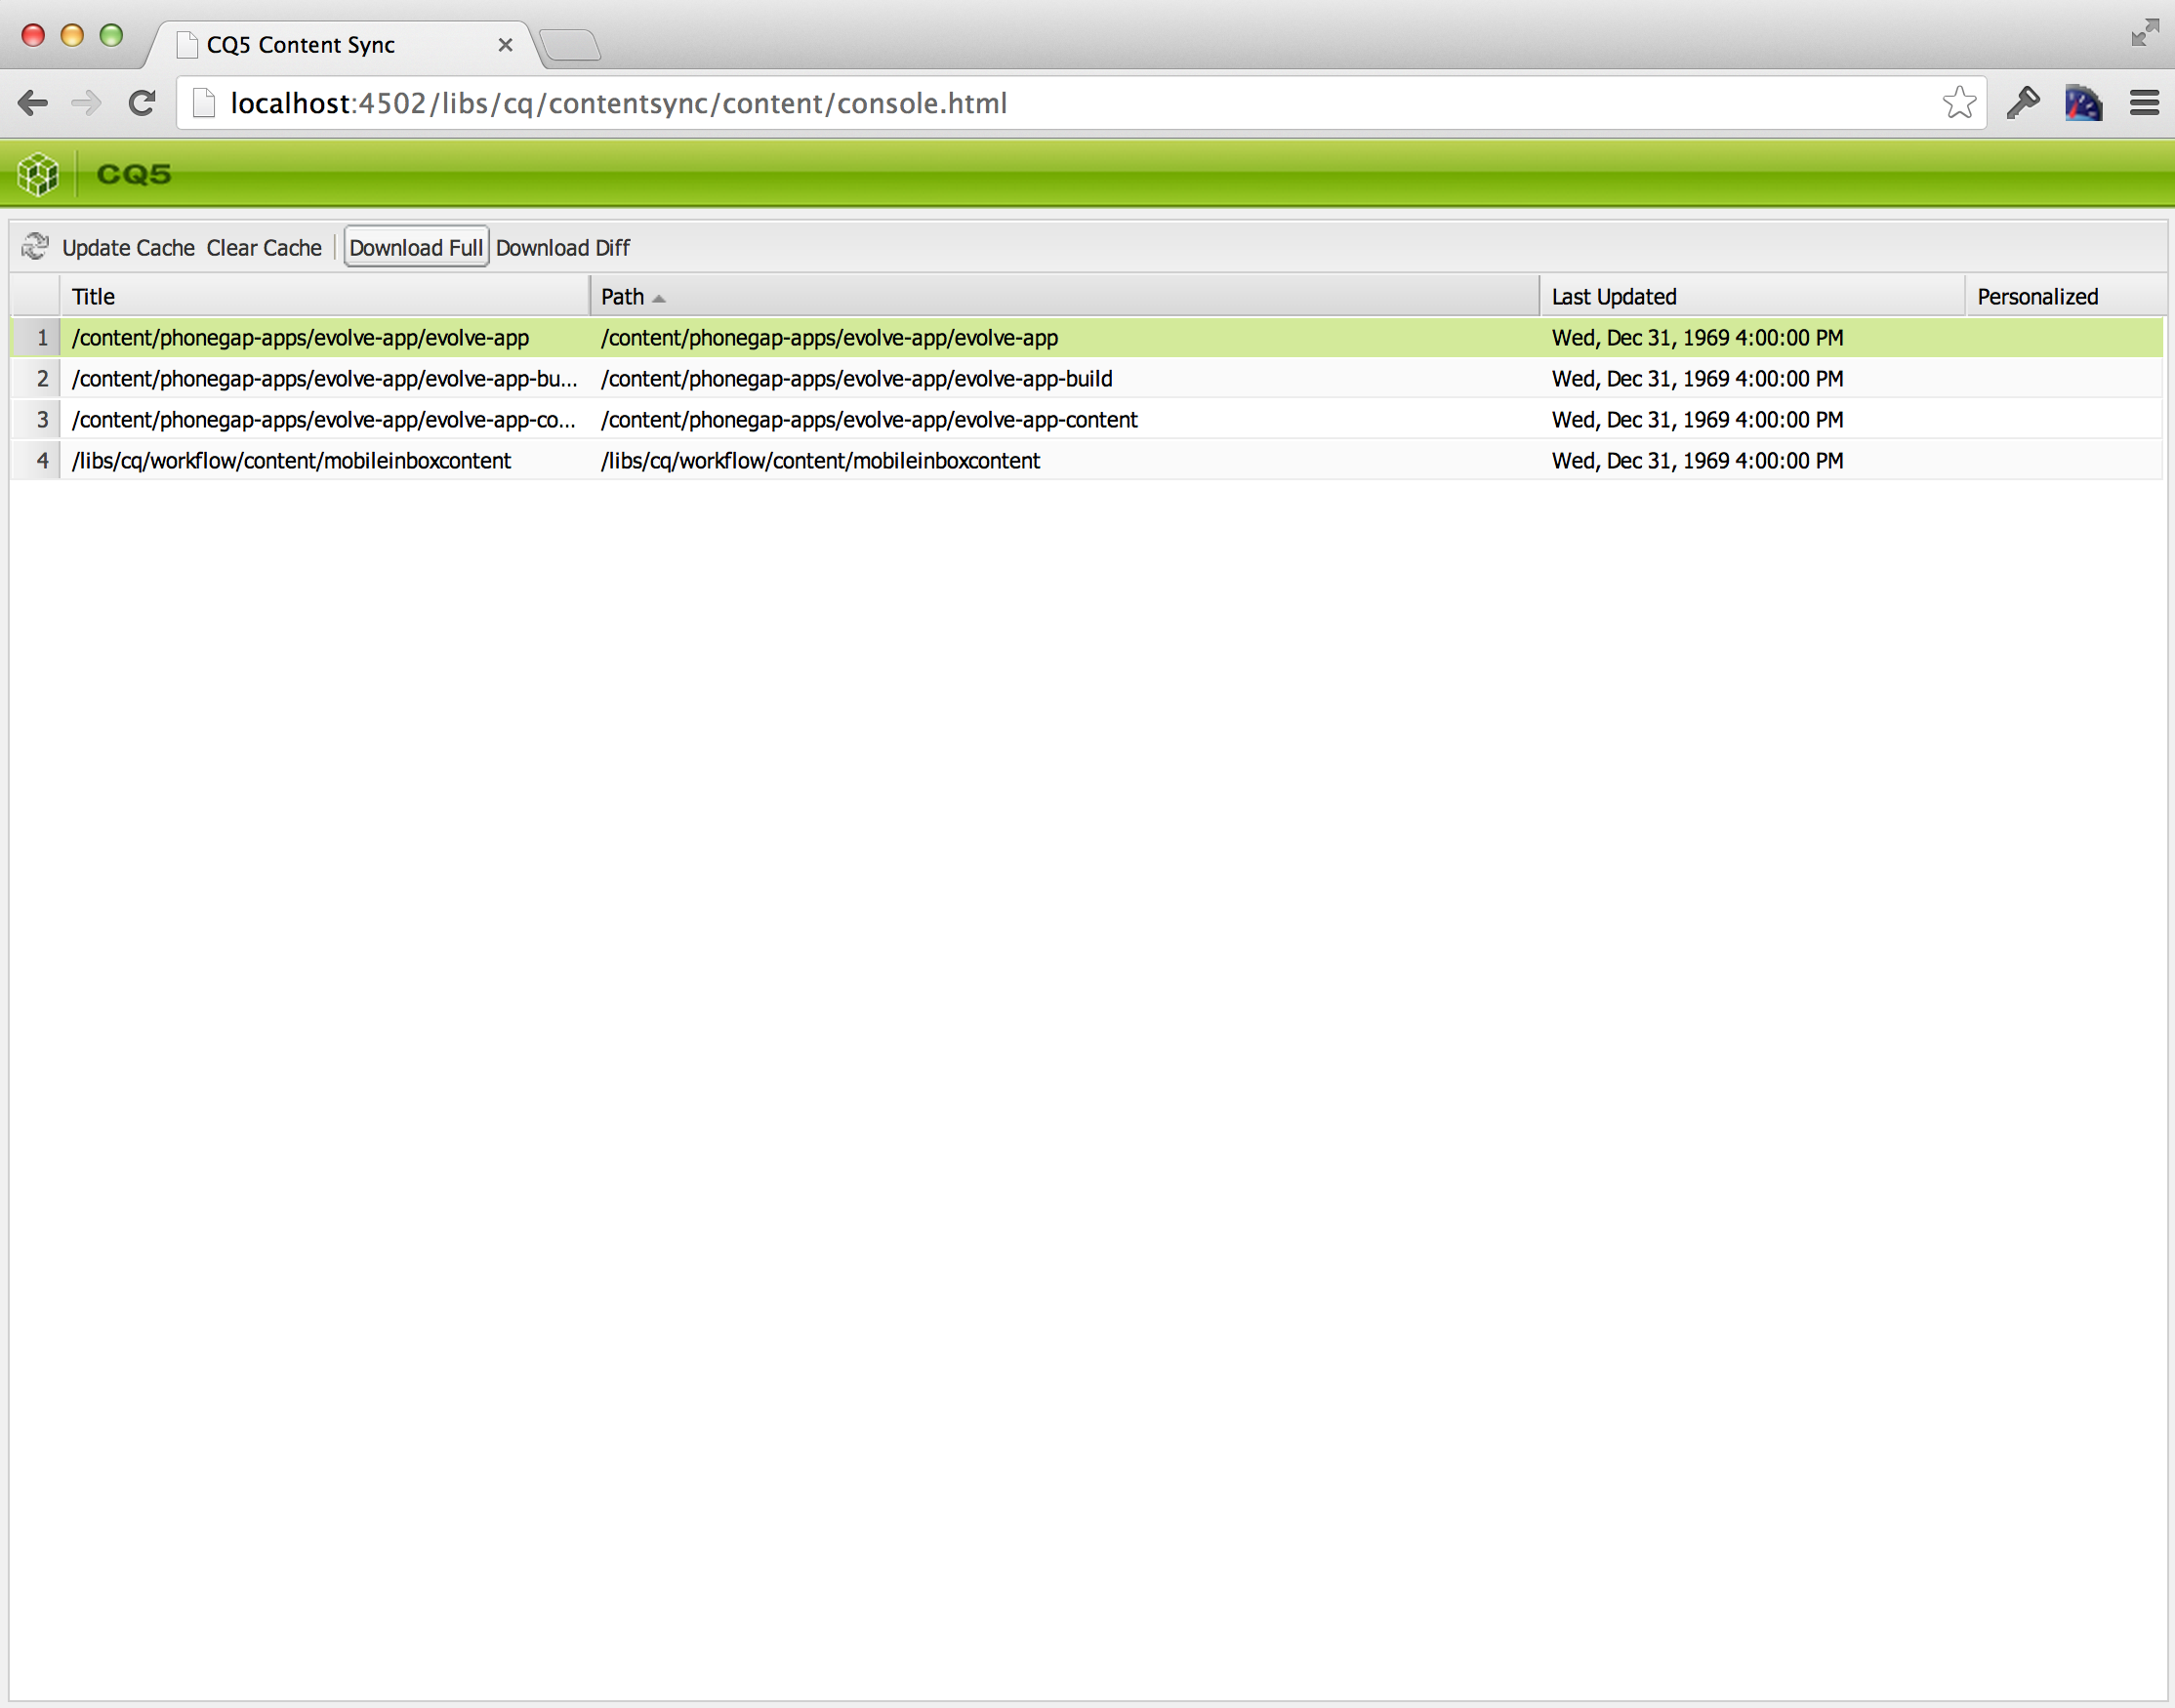 CQ5 Content Sync
localhost:4502/libs/cq/contentsync/content/console.html
CQ5
Update Cache Clear Cache Download Full Download Diff
Title Path Last Updated Personalized
1 /content/phonegap-apps/evolve-app/evolve-app /content/phonegap-apps/evolve-app/evolve-app Wed, Dec 31, 1969 4:00:00 PM
2 /content/phonegap-apps/evolve-app/evolve-app-bu... /content/phonegap-apps/evolve-app/evolve-app-build Wed, Dec 31, 1969 4:00:00 PM
3 /content/phonegap-apps/evolve-app/evolve-app-co... /content/phonegap-apps/evolve-app/evolve-app-content Wed, Dec 31, 1969 4:00:00 PM
4 /libs/cq/workflow/content/mobileinboxcontent /libs/cq/workflow/content/mobileinboxcontent Wed, Dec 31, 1969 4:00:00 PM